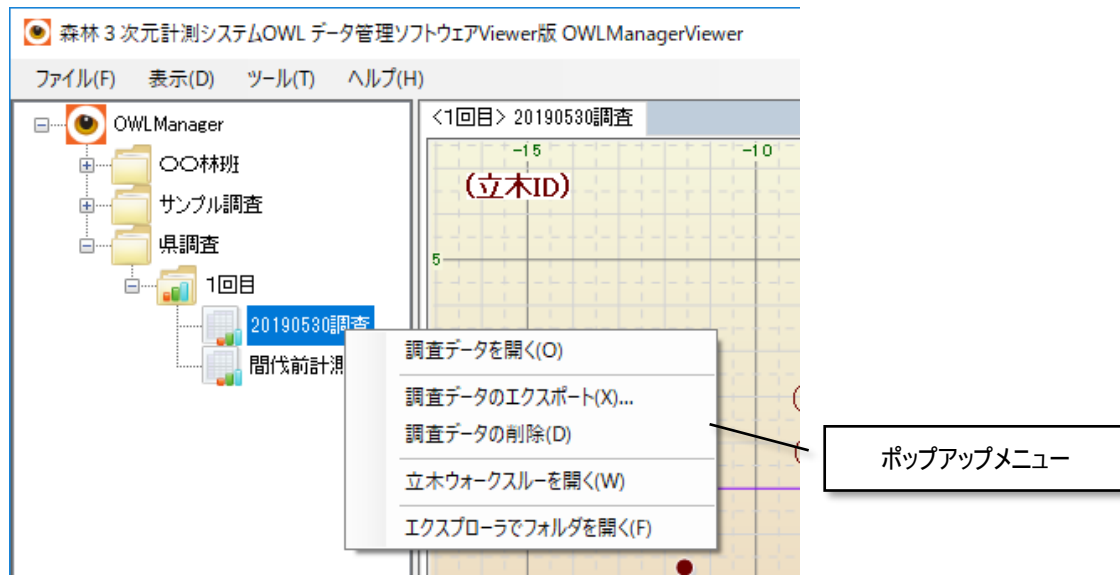 森林３次元計測システムOWL データ管理ソフトウェアViewer版 OWLManagerViewer
ファイル(F) 表示(D) ツール(T) ヘルプ(H)
OWLManager
〇〇林班
サンプル調査
県調査
1回目
20190530調査
間伐前計測
<1回目> 20190530調査
-15 -10
(立木ID)
5
調査データを開く(O)
調査データのエクスポート(X)...
調査データの削除(D)
立木ウォークスルーを開く(W)
エクスプローラでフォルダを開く(F)
ポップアップメニュー